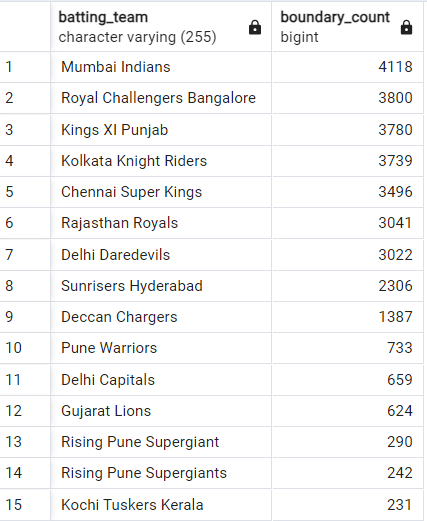 batting_team boundary_count
character varying (255) bigint
1 Mumbai Indians 4118
2 Royal Challengers Bangalore 3800
3 Kings XI Punjab 3780
4 Kolkata Knight Riders 3739
5 Chennai Super Kings 3496
6 Rajasthan Royals 3041
7 Delhi Daredevils 3022
8 Sunrisers Hyderabad 2306
9 Deccan Chargers 1387
10 Pune Warriors 733
11 Delhi Capitals 659
12 Gujarat Lions 624
13 Rising Pune Supergiant 290
14 Rising Pune Supergiants 242
15 Kochi Tuskers Kerala 231